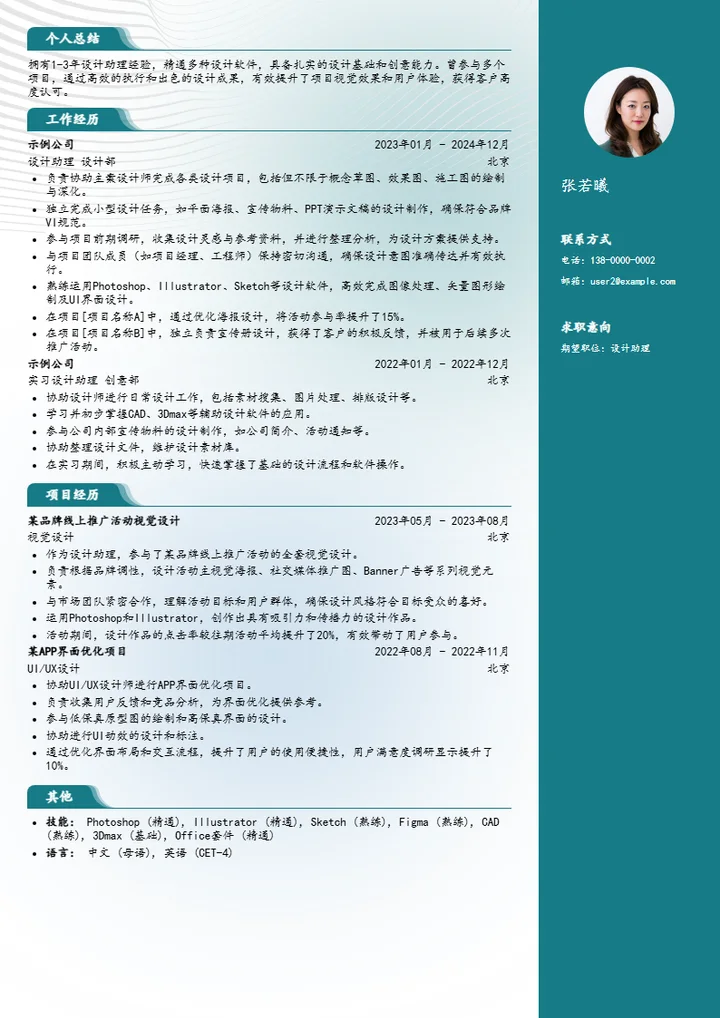 个人总结
拥有1-3年设计助理经验，精通多种设计软件，具备扎实的设计基础和创意能力。曾参与多个
项目，通过高效的执行和出色的设计成果，有效提升了项目视觉效果和用户体验，获得客户高
度认可。
工作经历
示例公司 2023年01月 - 2024年12月
设计助理 设计部 北京
• 负责协助主案设计师完成各类设计项目，包括但不限于概念草图、效果图、施工图的绘制
与深化。
• 独立完成小型设计任务，如平面海报、宣传物料、PPT演示文稿的设计制作，确保符合品牌
VI规范。
• 参与项目前期调研，收集设计灵感与参考资料，并进行整理分析，为设计方案提供支持。
• 与项目团队成员（如项目经理、工程师）保持密切沟通，确保设计意图准确传达并有效执
行。
• 熟练运用Photoshop、Illustrator、Sketch等设计软件，高效完成图像处理、矢量图形绘
制及UI界面设计。
• 在项目[项目名称A]中，通过优化海报设计，将活动参与率提升了15%。
• 在项目[项目名称B]中，独立负责宣传册设计，获得了客户的积极反馈，并被用于后续多次
推广活动。
示例公司 2022年01月 - 2022年12月
实习设计助理 创意部 北京
• 协助设计师进行日常设计工作，包括素材搜集、图片处理、排版设计等。
• 学习并初步掌握CAD、3Dmax等辅助设计软件的应用。
• 参与公司内部宣传物料的设计制作，如公司简介、活动通知等。
• 协助整理设计文件，维护设计素材库。
• 在实习期间，积极主动学习，快速掌握了基础的设计流程和软件操作。
项目经历
某品牌线上推广活动视觉设计 2023年05月 - 2023年08月
视觉设计 北京
• 作为设计助理，参与了某品牌线上推广活动的全套视觉设计。
• 负责根据品牌调性，设计活动主视觉海报、社交媒体推广图、Banner广告等系列视觉元
素。
• 与市场团队紧密合作，理解活动目标和用户群体，确保设计风格符合目标受众的喜好。
• 运用Photoshop和Illustrator，创作出具有吸引力和传播力的设计作品。
• 活动期间，设计作品的点击率较往期活动平均提升了20%，有效带动了用户参与。
某APP界面优化项目 2022年08月 - 2022年11月
UI/UX设计 北京
• 协助UI/UX设计师进行APP界面优化项目。
• 负责收集用户反馈和竞品分析，为界面优化提供参考。
• 参与低保真原型图的绘制和高保真界面的设计。
• 协助进行UI动效的设计和标注。
• 通过优化界面布局和交互流程，提升了用户的使用便捷性，用户满意度调研显示提升了
10%。
其他
• 技能： Photoshop (精通), Illustrator (精通), Sketch (熟练), Figma (熟练), CAD
(熟练), 3Dmax (基础), Office套件 (精通)
• 语言： 中文 (母语), 英语 (CET-4)
张若曦
联系方式
电话：138-0000-0002
邮箱：user2@example.com
求职意向
期望职位：设计助理